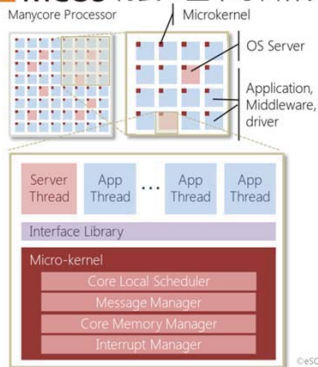 Manycore Processor
Microkernel
OS Server
Application,
Middleware,
driver
Server
Thread
App
Thread
...
App
Thread
App
Thread
Interface Library
Micro-kernel
Core Local Scheduler
Message Manager
Core Memory Manager
Interrupt Manager